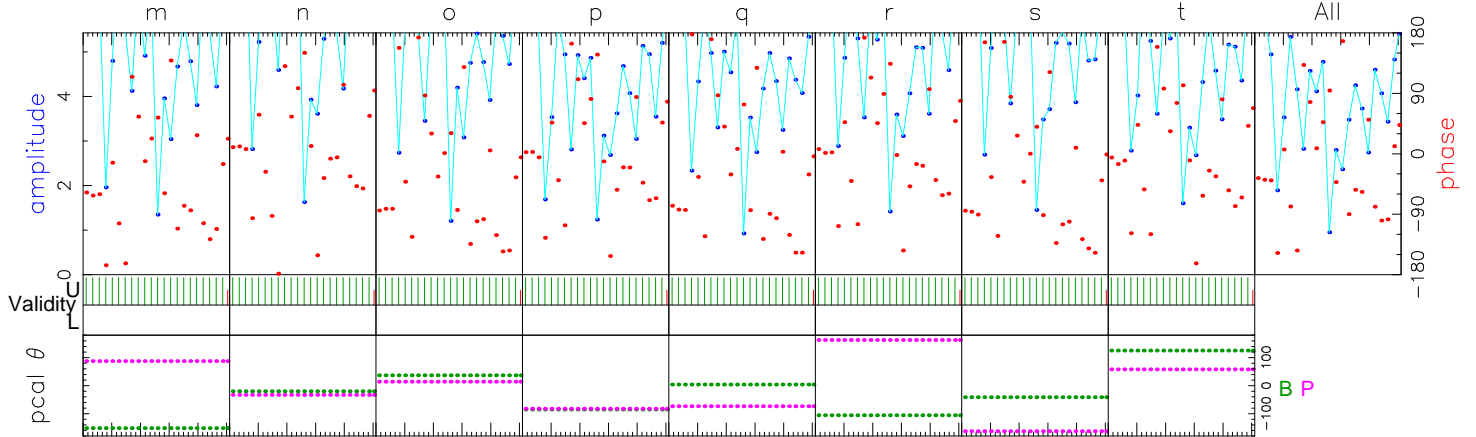 m n o p q r s t All
amplitude
4
2
0
180
90
0
−90
−180
phase
U
Validity
L
pcal θ
100
0
−100
B P